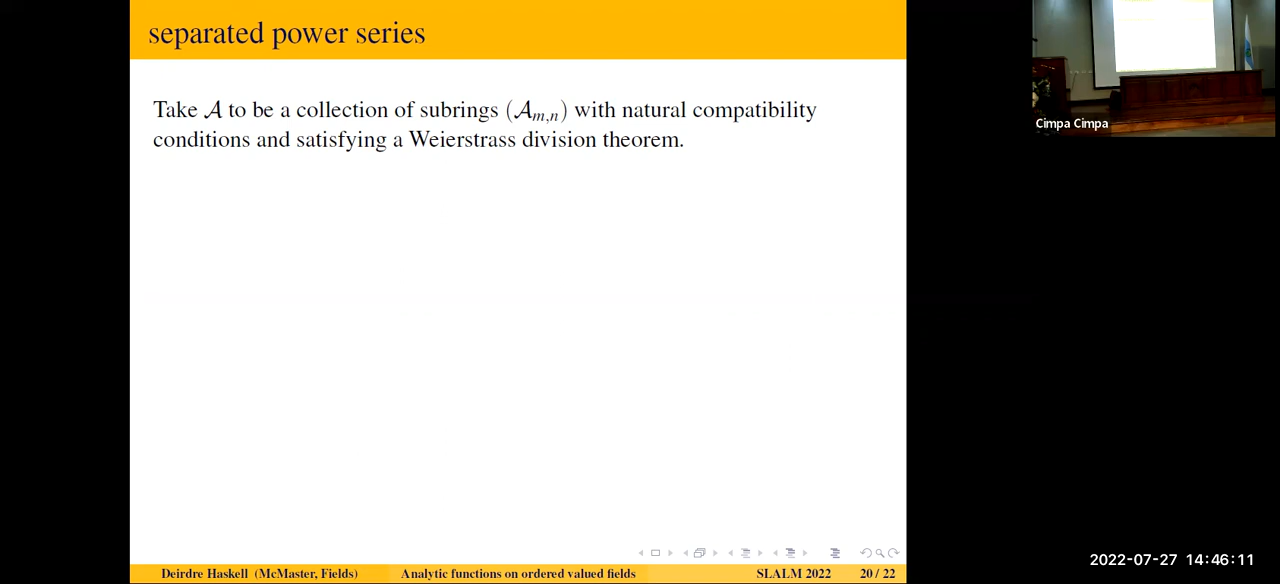 separated power series
Take 𝒜 to be a collection of subrings (𝒜m,n) with natural compatibility
conditions and satisfying a Weierstrass division theorem.
Cimpa Cimpa
Deirdre Haskell (McMaster, Fields) Analytic functions on ordered valued fields SLALM 2022 20 / 22
2022-07-27 14:46:11